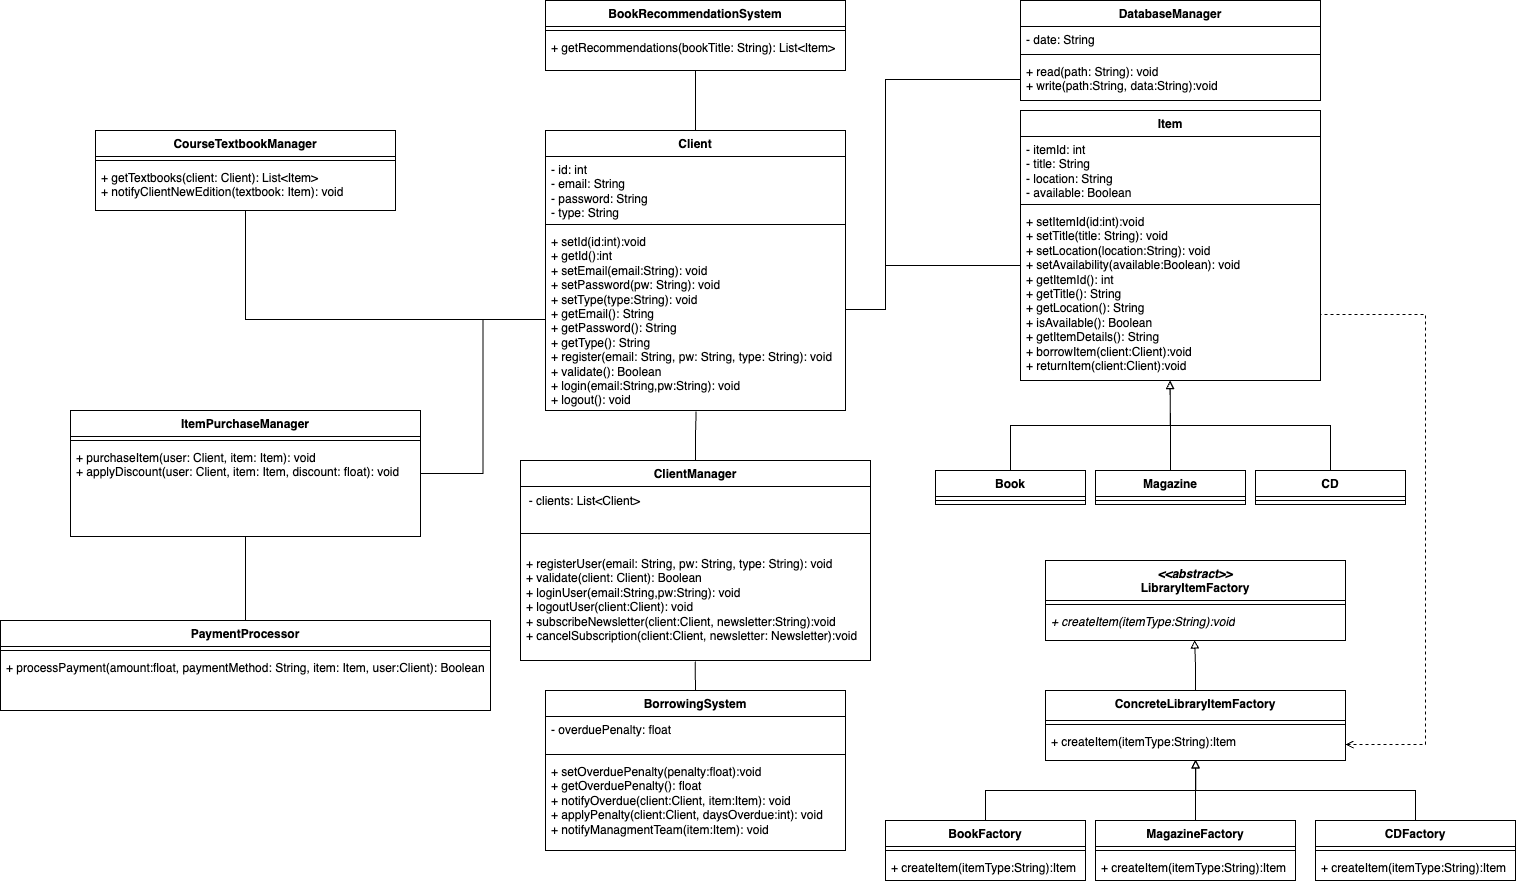 BookRecommendationSystem
+ getRecommendations(bookTitle: String): List<Item>
DatabaseManager
- date: String
+ read(path: String): void
+ write(path:String, data:String):void
CourseTextbookManager
+ getTextbooks(client: Client): List<Item>
+ notifyClientNewEdition(textbook: Item): void
Client
- id: int
- email: String
- password: String
- type: String
+ setId(id:int):void
+ getId():int
+ setEmail(email:String): void
+ setPassword(pw: String): void
+ setType(type:String): void
+ getEmail(): String
+ getPassword(): String
+ getType(): String
+ register(email: String, pw: String, type: String): void
+ validate(): Boolean
+ login(email:String,pw:String): void
+ logout(): void
Item
- itemId: int
- title: String
- location: String
- available: Boolean
+ setItemId(id:int):void
+ setTitle(title: String): void
+ setLocation(location:String): void
+ setAvailability(available:Boolean): void
+ getItemId(): int
+ getTitle(): String
+ getLocation(): String
+ isAvailable(): Boolean
+ getItemDetails(): String
+ borrowItem(client:Client):void
+ returnItem(client:Client):void
ItemPurchaseManager
+ purchaseItem(user: Client, item: Item): void
+ applyDiscount(user: Client, item: Item, discount: float): void
ClientManager
- clients: List<Client>
+ registerUser(email: String, pw: String, type: String): void
+ validate(client: Client): Boolean
+ loginUser(email:String,pw:String): void
+ logoutUser(client:Client): void
+ subscribeNewsletter(client:Client, newsletter:String):void
+ cancelSubscription(client:Client, newsletter: Newsletter):void
Book
Magazine
CD
<<abstract>>
LibraryItemFactory
+ createItem(itemType:String):void
PaymentProcessor
+ processPayment(amount:float, paymentMethod: String, item: Item, user:Client): Boolean
BorrowingSystem
- overduePenalty: float
+ setOverduePenalty(penalty:float):void
+ getOverduePenalty(): float
+ notifyOverdue(client:Client, item:Item): void
+ applyPenalty(client:Client, daysOverdue:int): void
+ notifyManagmentTeam(item:Item): void
ConcreteLibraryItemFactory
+ createItem(itemType:String):Item
BookFactory
+ createItem(itemType:String):Item
MagazineFactory
+ createItem(itemType:String):Item
CDFactory
+ createItem(itemType:String):Item